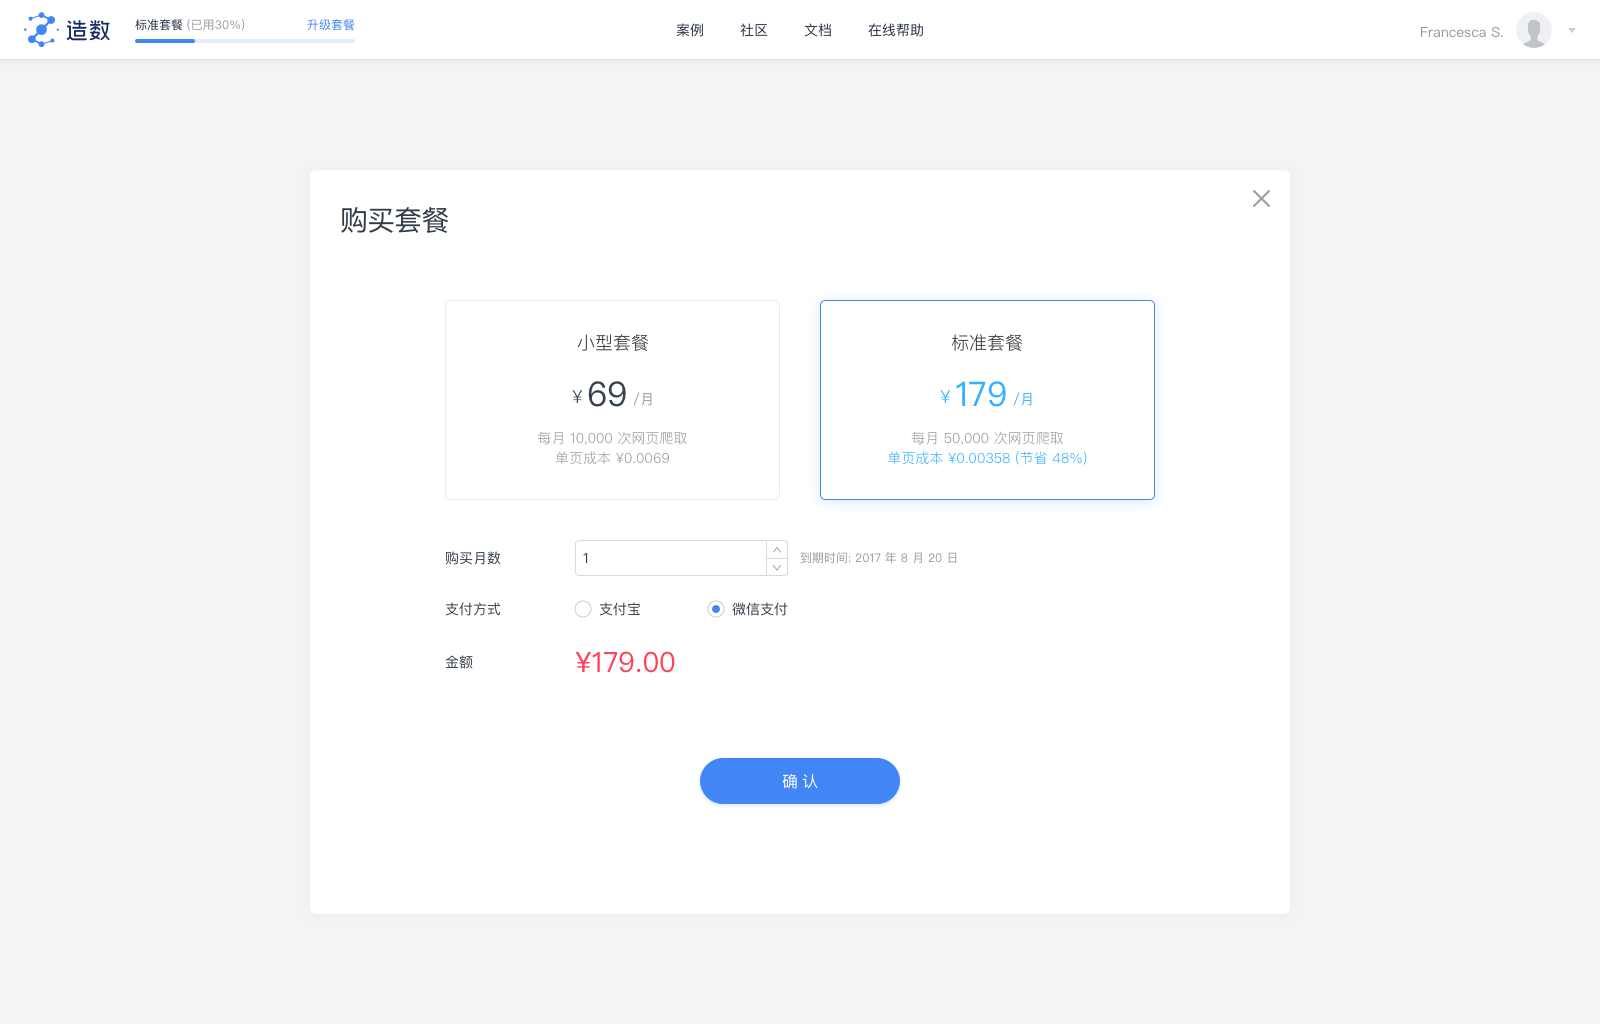 造数
标准套餐 (已用30%) 升级套餐
案例 社区 文档 在线帮助
Francesca S.
购买套餐
小型套餐
¥ 69 /月
每月 10,000 次网页爬取
单页成本 ¥0.0069
标准套餐
¥ 179 /月
每月 50,000 次网页爬取
单页成本 ¥0.00358 (节省 48%)
购买月数 1 到期时间: 2017 年 8 月 20 日
支付方式 支付宝 微信支付
金额 ¥179.00
确 认